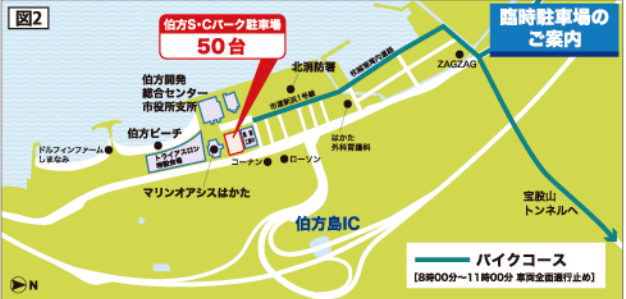 図2
臨時駐車場の
ご案内
伯方S・Cパーク駐車場
50台
北消防署
ZAGZAG
伯方開発
総合センター
市役所支所
伯方ビーチ
ドルフィンファーム
しまなみ
トライアスロン
コーナン
ローソン
はかた
外科胃腸科
マリンオアシスはかた
伯方島IC
宝股山
トンネルへ
バイクコース
[8時00分〜11時00分 車両全面通行止め]
N